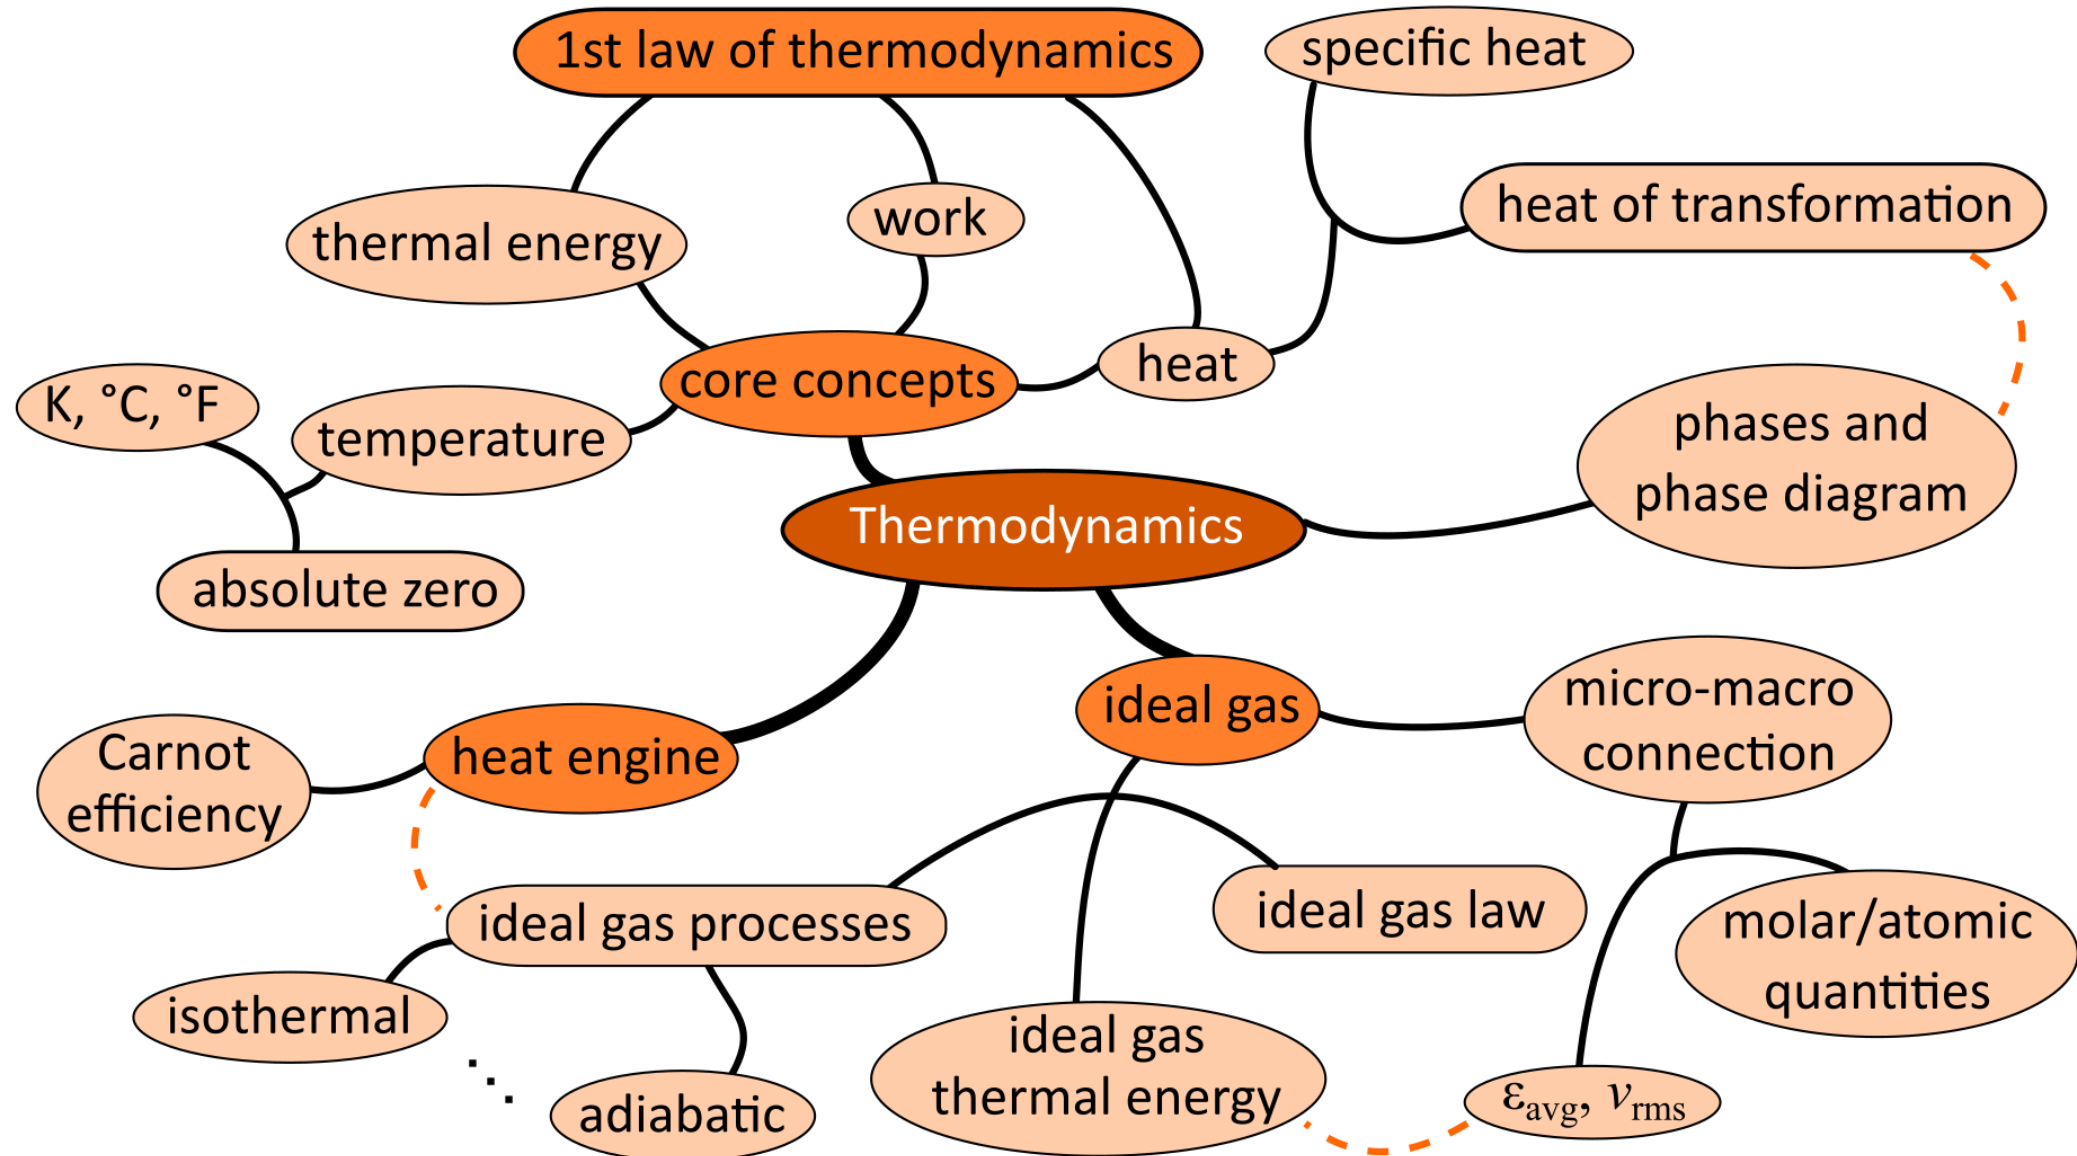 1st law of thermodynamics
specific heat
heat of transformation
thermal energy
work
heat
core concepts
K, °C, °F
temperature
phases and
phase diagram
Thermodynamics
absolute zero
ideal gas
micro-macro
connection
heat engine
Carnot
efficiency
ideal gas processes
ideal gas law
molar/atomic
quantities
isothermal
ideal gas
thermal energy
adiabatic
εavg, vrms